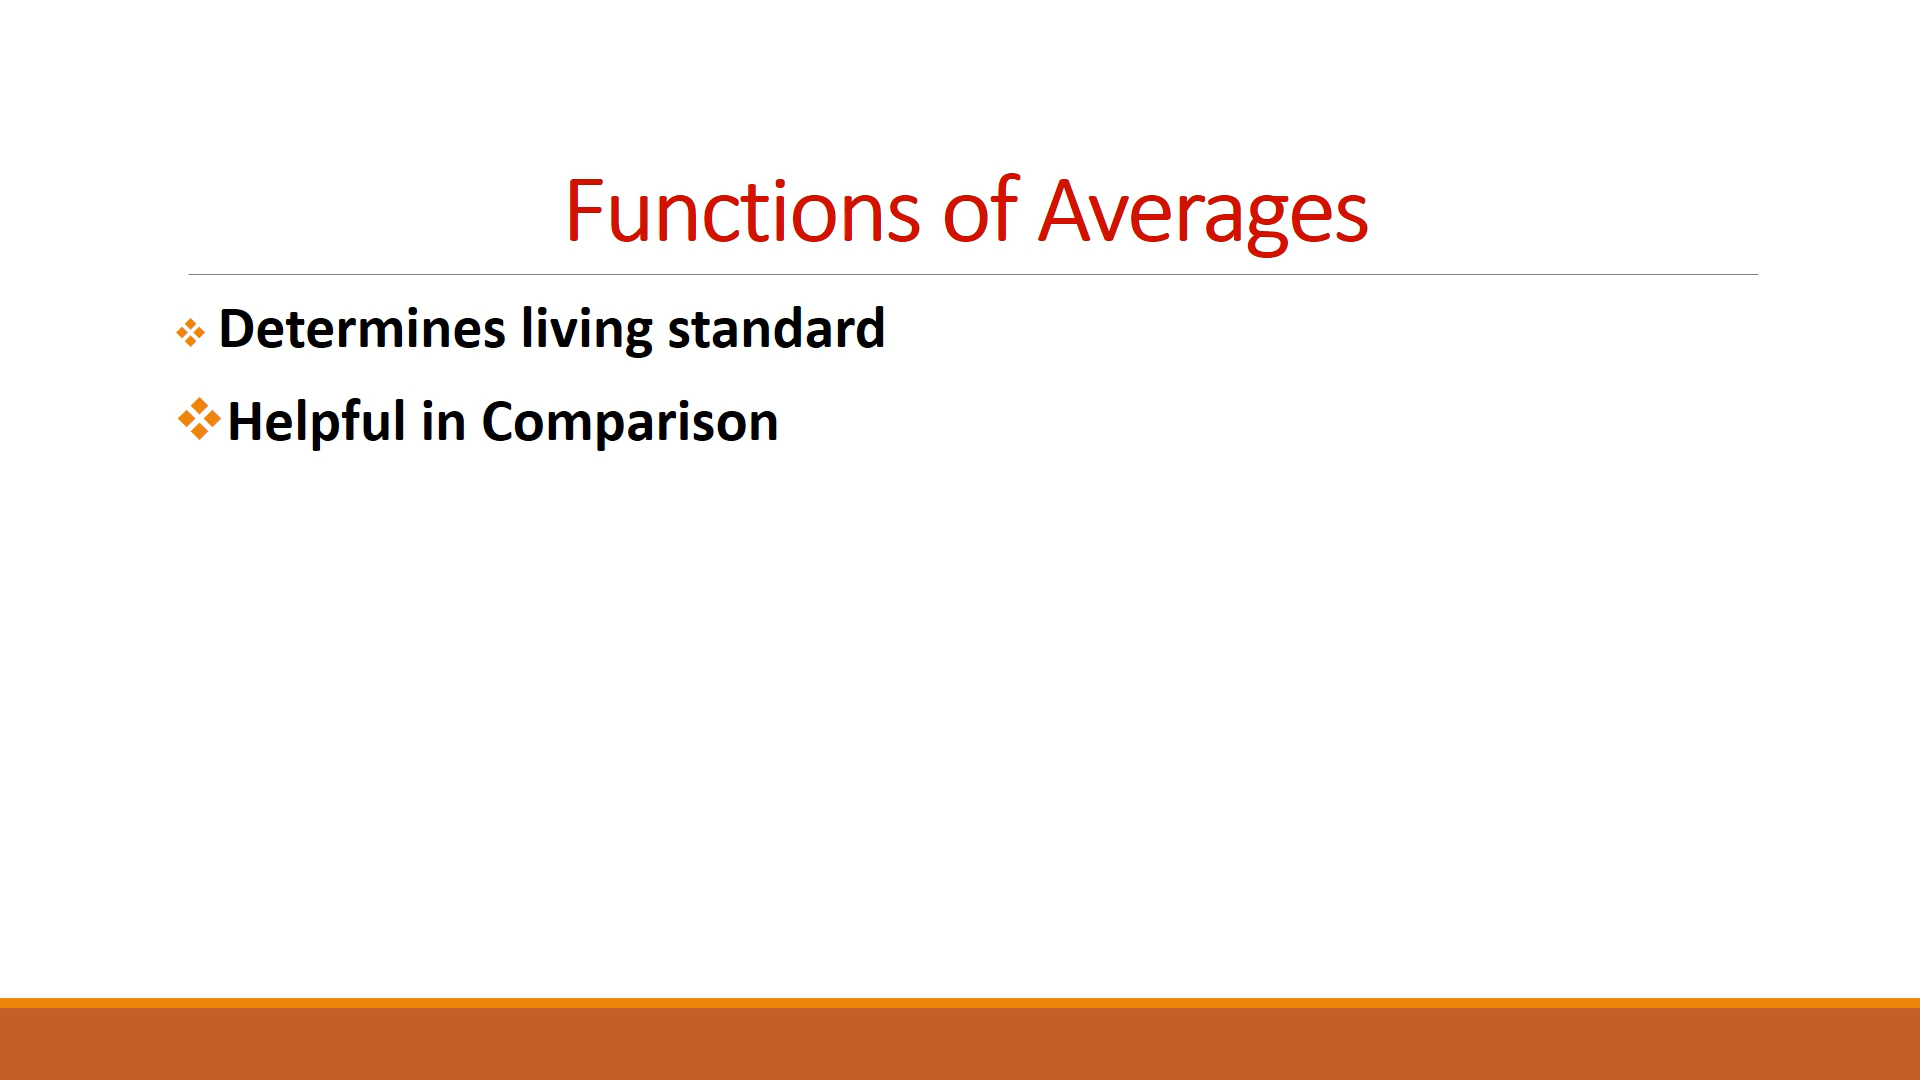 Functions of Averages
❖ Determines living standard
❖Helpful in Comparison